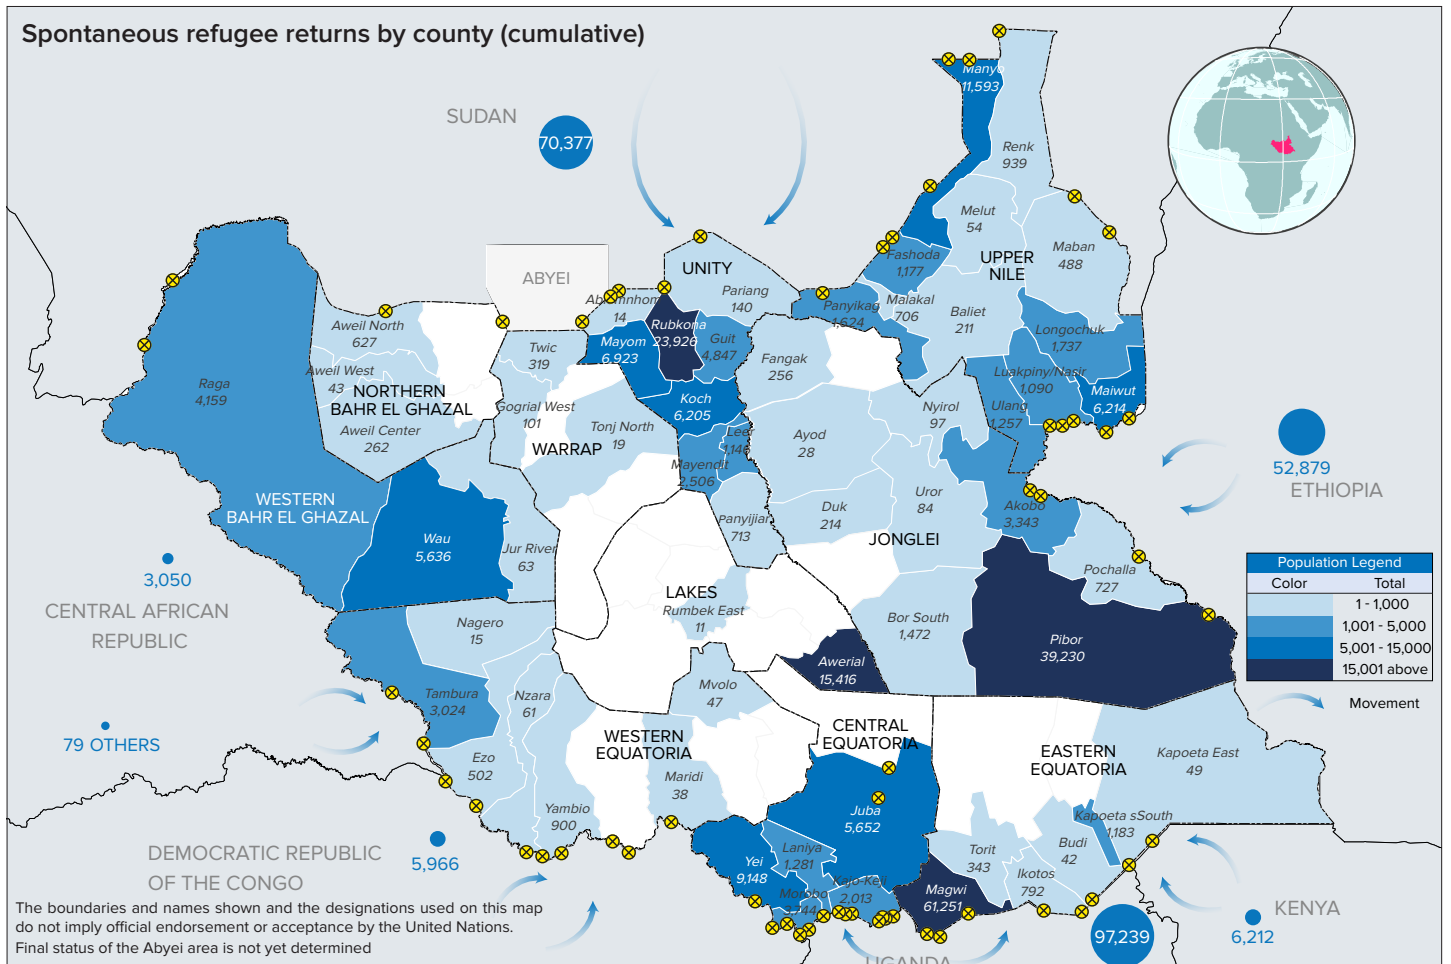 Spontaneous refugee returns by county (cumulative)
SUDAN
70,377
Manyo
11,593
Renk
939
Melut
54
Maban
488
UPPER
NILE
Fashoda
1,177
ABYEI
UNITY
Pariang
140
14
Panyikag
1,624
Malakal
706
Baliet
211
Longochuk
1,737
Aweil North
627
Twic
319
Mayom
6,923
Rubkona
23,926
Guit
4,847
Fangak
256
Luakpiny/Nasir
1,090
Maiwut
6,214
Raga
4,159
Aweil West
43
NORTHERN
BAHR EL GHAZAL
Aweil Center
262
Gogrial West
101
WARRAP
Tonj North
19
Koch
6,205
Leer
1,146
Mayendit
2,506
Ayod
28
Nyirol
97
Ulang
1,257
52,879
ETHIOPIA
WESTERN
BAHR EL GHAZAL
Wau
5,636
Jur River
63
Panyijiar
713
Duk
214
Uror
84
JONGLEI
Akobo
3,343
Pochalla
727
3,050
CENTRAL AFRICAN
REPUBLIC
LAKES
Rumbek East
11
Bor South
1,472
Pibor
39,230
Awerial
15,416
Population Legend
Color Total
1 - 1,000
1,001 - 5,000
5,001 - 15,000
15,001 above
Movement
Nagero
15
Tambura
3,024
Nzara
61
Mvolo
47
79 OTHERS
Ezo
502
WESTERN
EQUATORIA
Maridi
38
Yambio
900
CENTRAL
EQUATORIA
Juba
5,652
EASTERN
EQUATORIA
Kapoeta East
49
Kapoeta sSouth
1,183
Budi
42
Torit
343
Ikotos
792
Magwi
61,251
Yei
9,148
Laniya
1,281
Kajo-Keji
2,013
Morobo
3,744
DEMOCRATIC REPUBLIC
OF THE CONGO
5,966
97,239
KENYA
6,212
UGANDA
The boundaries and names shown and the designations used on this map
do not imply official endorsement or acceptance by the United Nations.
Final status of the Abyei area is not yet determined